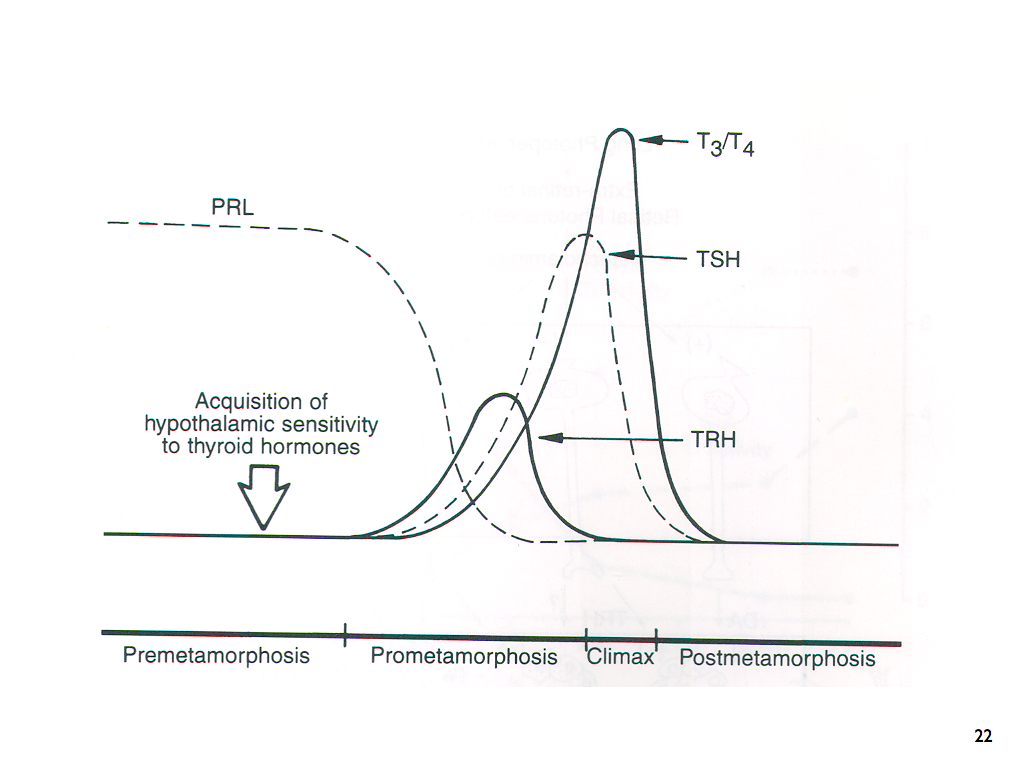 T3/T4
PRL
TSH
Acquisition of
hypothalamic sensitivity
to thyroid hormones
TRH
Premetamorphosis
Prometamorphosis
Climax
Postmetamorphosis
22